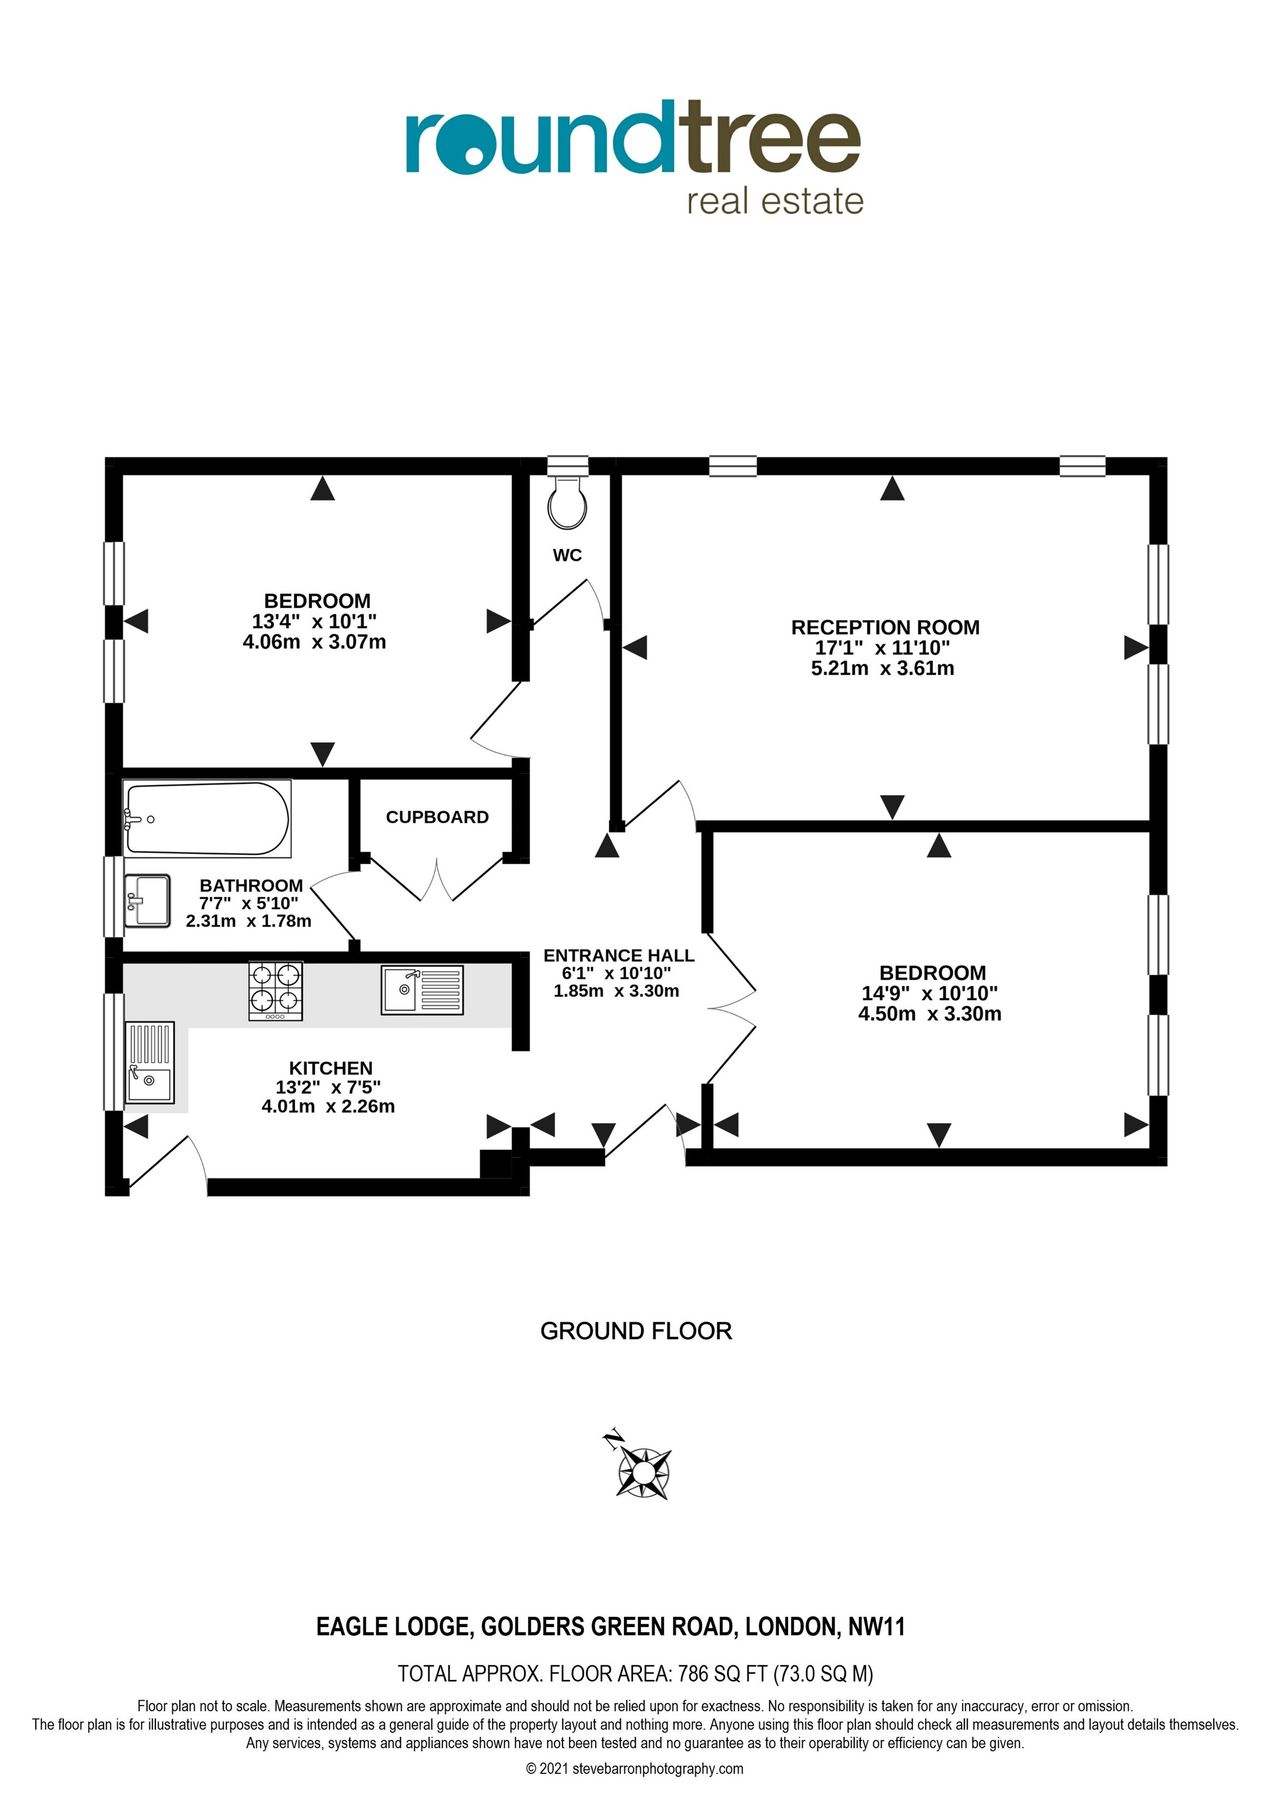 roundtree
real estate
WC
BEDROOM
13'4" x 10'1"
4.06m x 3.07m
RECEPTION ROOM
17'1" x 11'10"
5.21m x 3.61m
CUPBOARD
BATHROOM
7'7" x 5'10"
2.31m x 1.78m
ENTRANCE HALL
6'1" x 10'10"
1.85m x 3.30m
BEDROOM
14'9" x 10'10"
4.50m x 3.30m
KITCHEN
13'2" x 7'5"
4.01m x 2.26m
GROUND FLOOR
N
EAGLE LODGE, GOLDERS GREEN ROAD, LONDON, NW11
TOTAL APPROX. FLOOR AREA: 786 SQ FT (73.0 SQ M)
Floor plan not to scale. Measurements shown are approximate and should not be relied upon for exactness. No responsibility is taken for any inaccuracy, error or omission.
The floor plan is for illustrative purposes and is intended as a general guide of the property layout and nothing more. Anyone using this floor plan should check all measurements and layout details themselves.
Any services, systems and appliances shown have not been tested and no guarantee as to their operability or efficiency can be given.
© 2021 stevebarronphotography.com